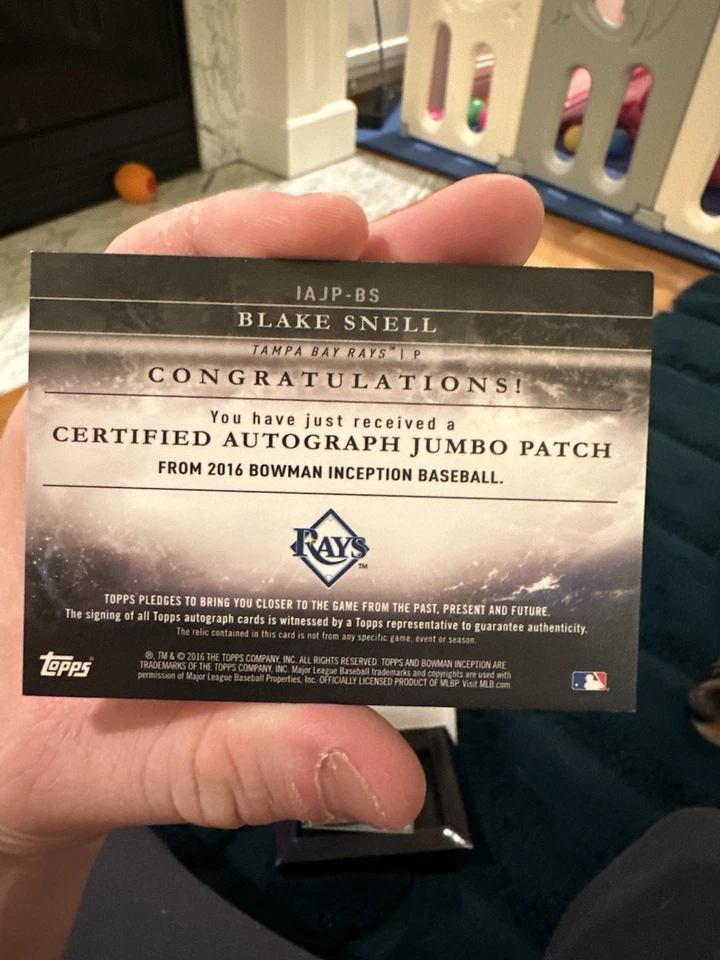 IAJP-BS
BLAKE SNELL
TAMPA BAY RAYS™ | P
CONGRATULATIONS!
You have just received a
CERTIFIED AUTOGRAPH JUMBO PATCH
FROM 2016 BOWMAN INCEPTION BASEBALL.
RAYS™
TOPPS PLEDGES TO BRING YOU CLOSER TO THE GAME FROM THE PAST, PRESENT AND FUTURE.
The signing of all Topps autograph cards is witnessed by a Topps representative to guarantee authenticity.
The relic contained in this card is not from any specific game, event or season.
®, TM & © 2016 THE TOPPS COMPANY, INC. ALL RIGHTS RESERVED. TOPPS AND BOWMAN INCEPTION ARE
TRADEMARKS OF THE TOPPS COMPANY, INC. Major League Baseball trademarks and copyrights are used with
permission of Major League Baseball Properties, Inc. OFFICIALLY LICENSED PRODUCT OF MLBP. Visit MLB.com.
topps®